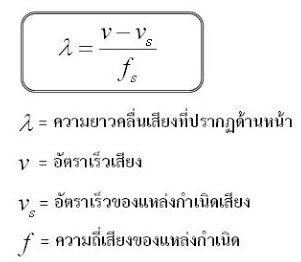 λ = (v − vₛ) / fₛ
λ = ความยาวคลื่นเสียงที่ปรากฏด้านหน้า
v = อัตราเร็วเสียง
vₛ = อัตราเร็วของแหล่งกำเนิดเสียง
f = ความถี่เสียงของแหล่งกำเนิด